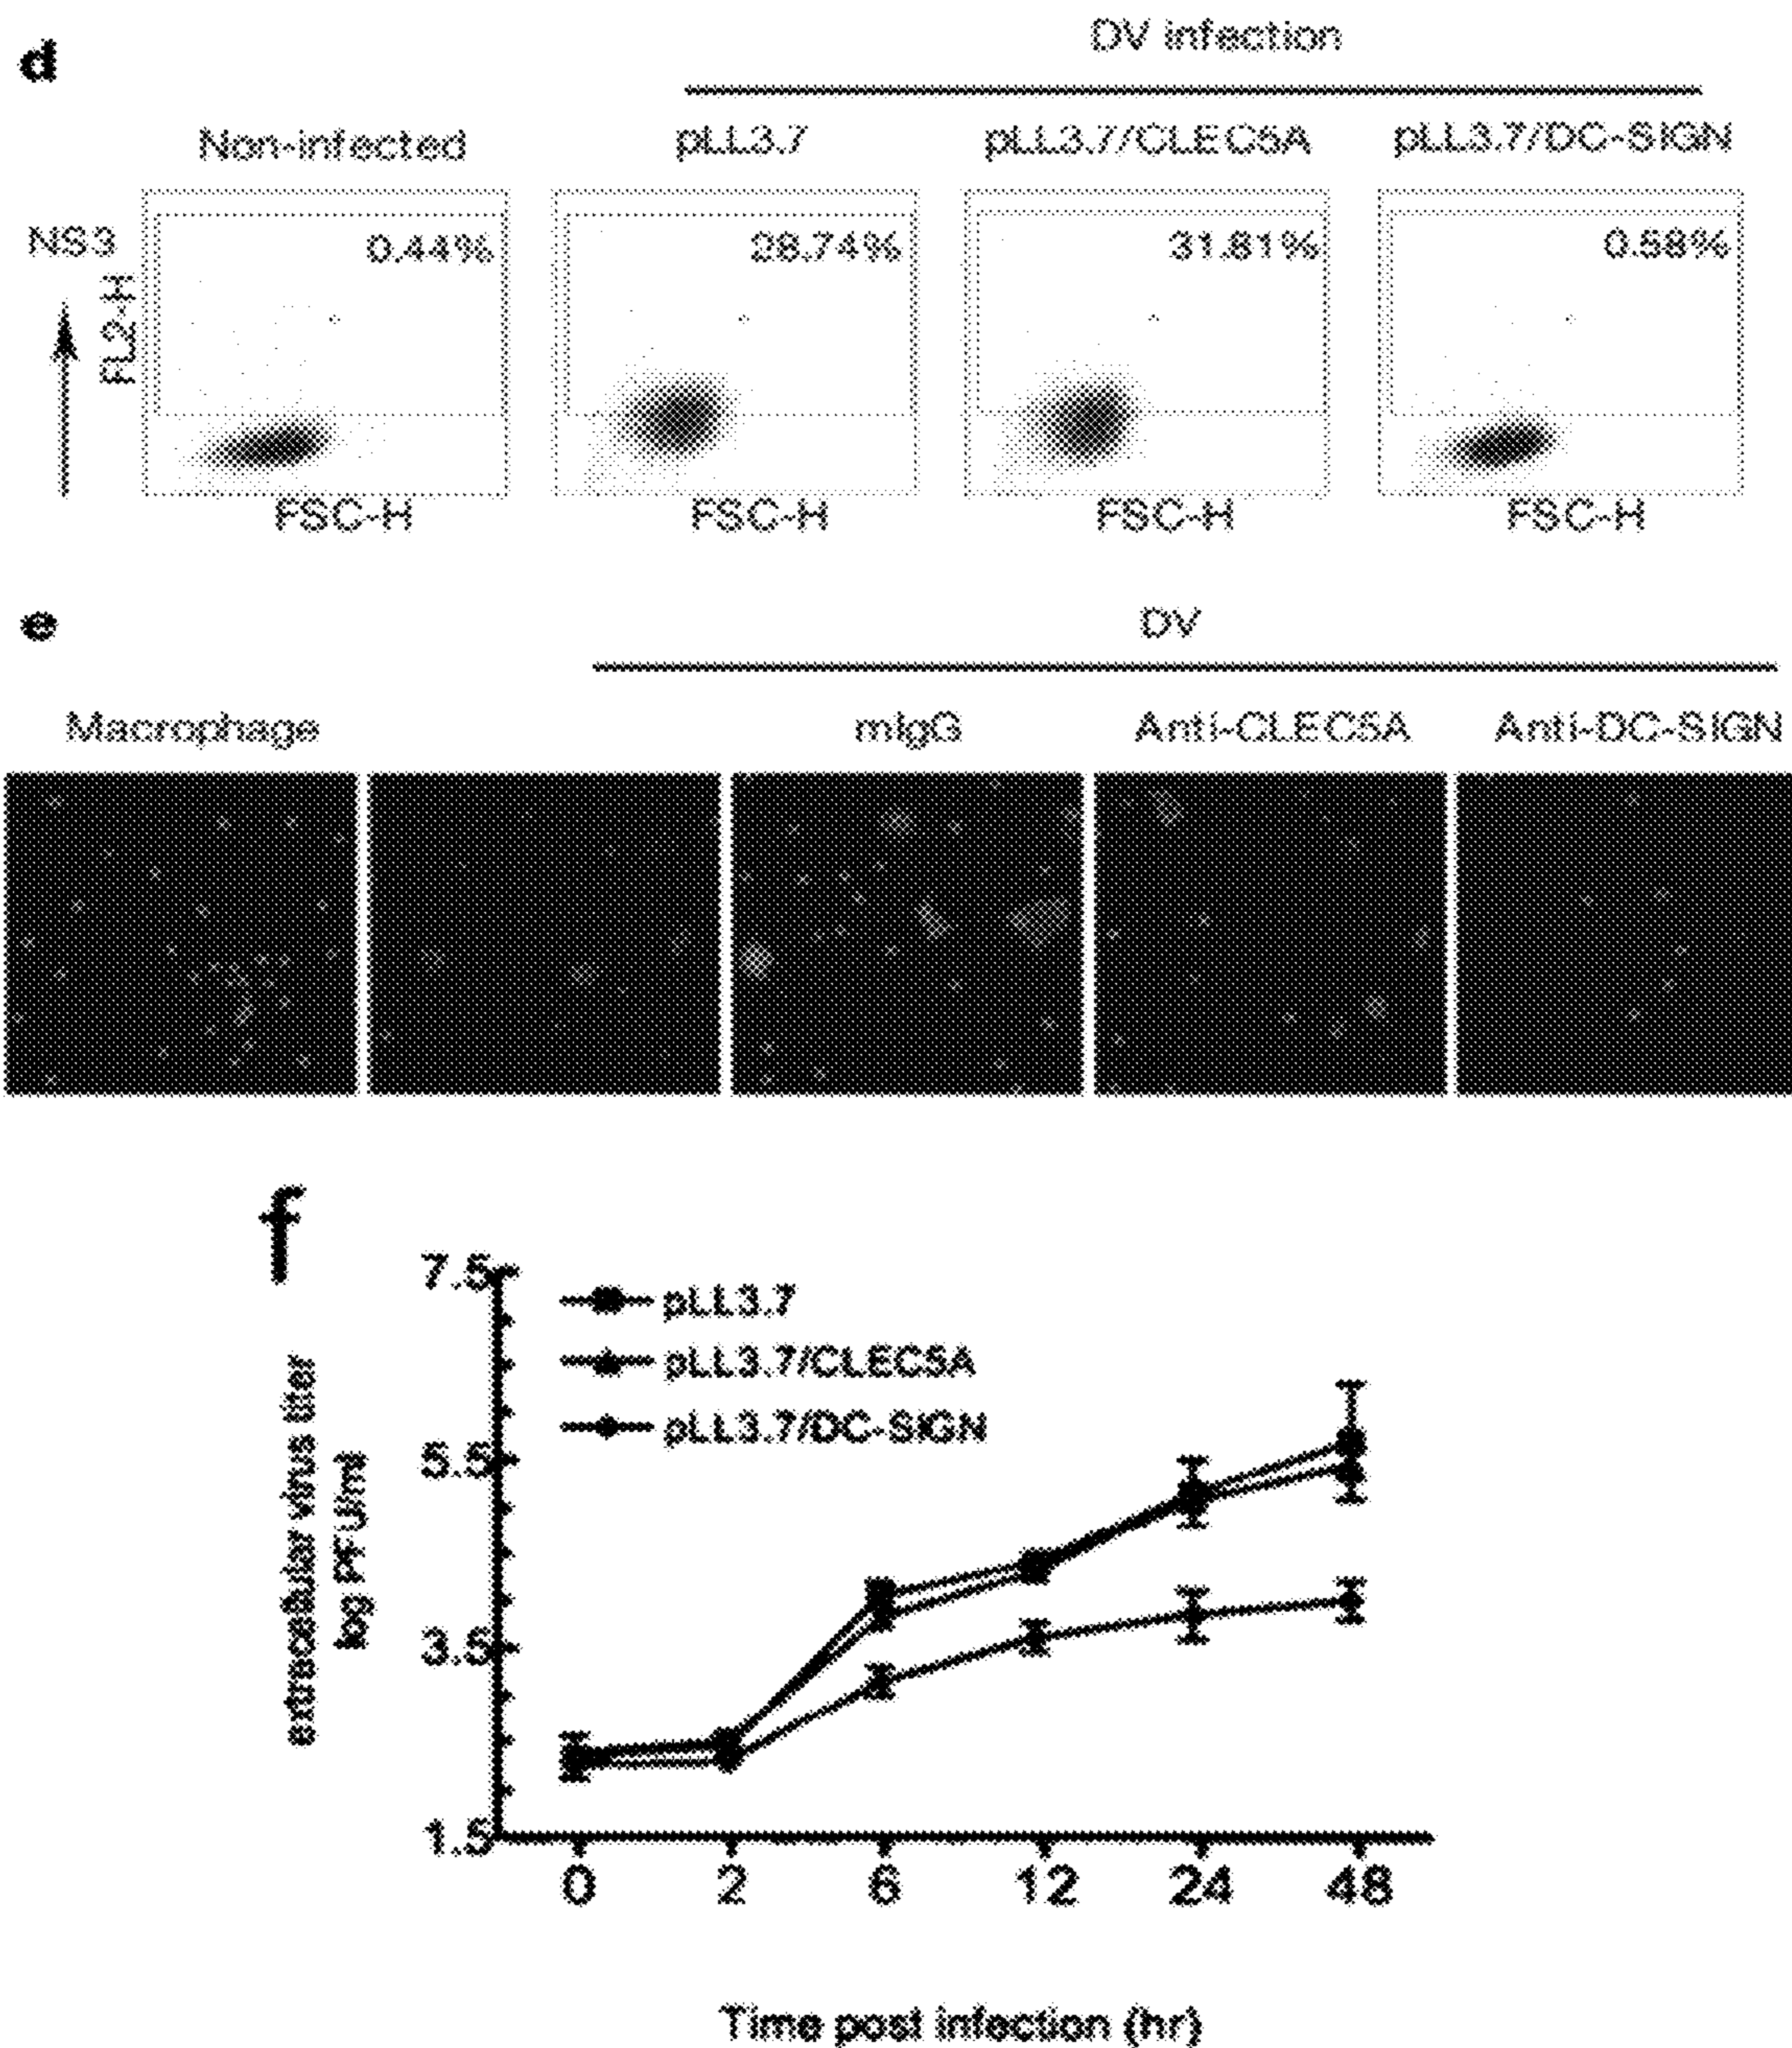 d
DV infection
Non-infected
pLL3.7
pLL3.7/CLEC5A
pLL3.7/DC-SIGN
NS3
FL2-H
0.44%
28.74%
31.81%
0.58%
FSC-H
FSC-H
FSC-H
FSC-H
e
DV
Macrophage
mIgG
Anti-CLEC5A
Anti-DC-SIGN
f
7.5
5.5
3.5
1.5
pLL3.7
pLL3.7/CLEC5A
pLL3.7/DC-SIGN
extracellular virus titer
log PFU/ml
0
2
6
12
24
48
Time post infection (hr)